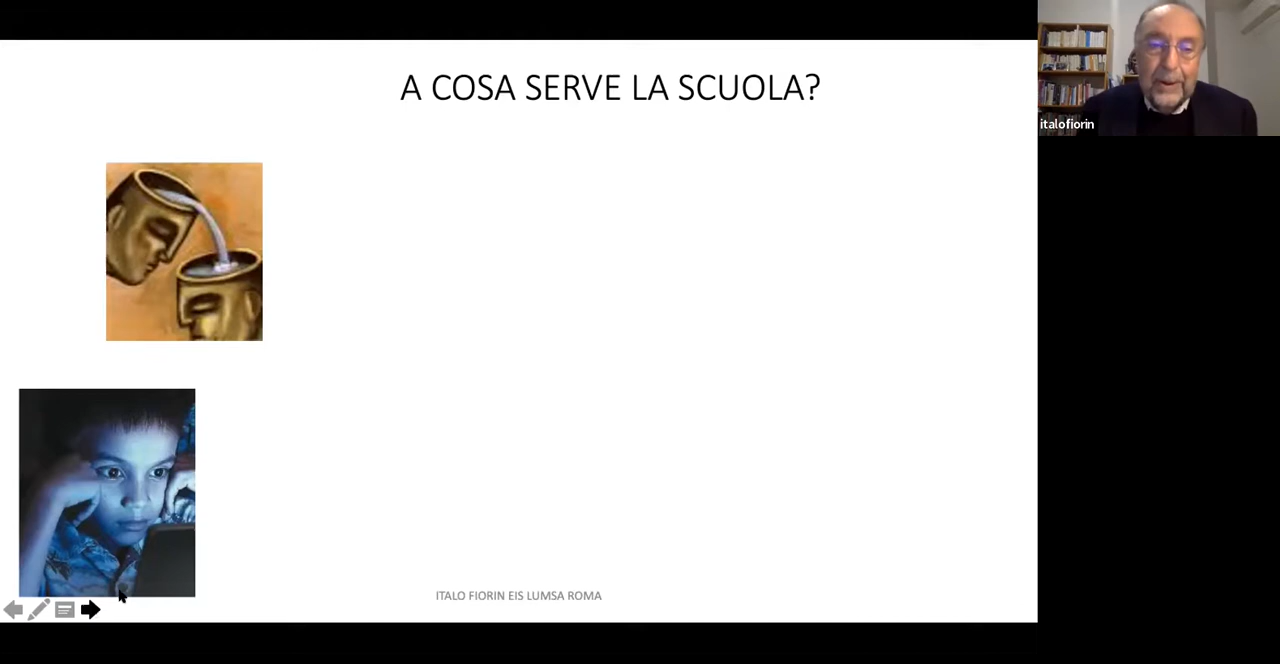 A COSA SERVE LA SCUOLA?
italofiorin
ITALO FIORIN EIS LUMSA ROMA